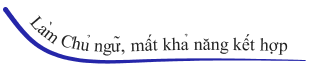 Làm Chủ ngữ, mất khả năng kết hợp